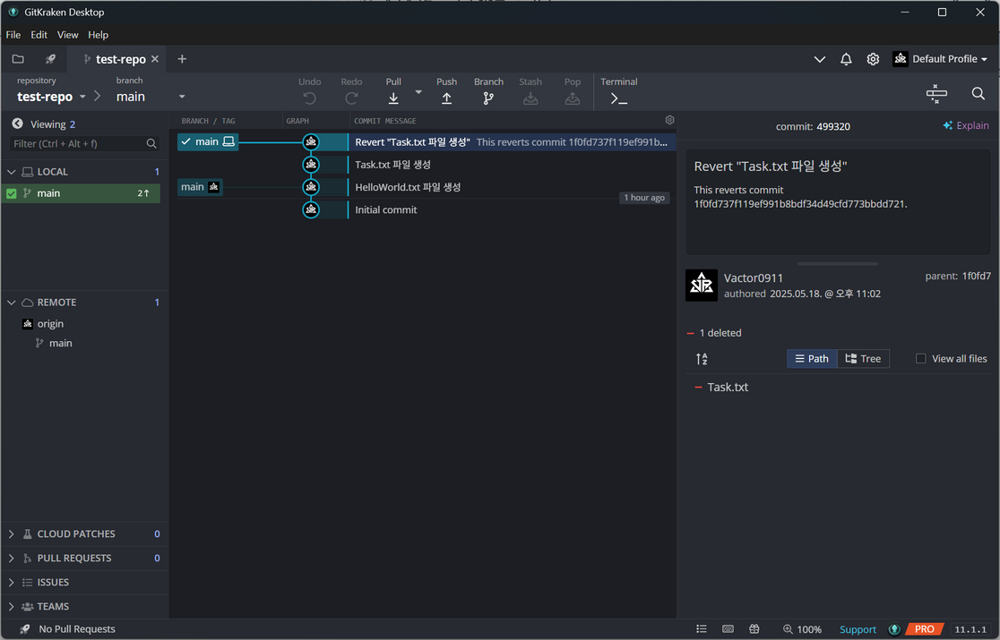 GitKraken Desktop
File Edit View Help
test-repo
Default Profile
repository
test-repo
branch
main
Undo Redo Pull Push Branch Stash Pop Terminal
Viewing 2
Filter (Ctrl + Alt + f)
LOCAL 1
main 2↑
REMOTE 1
origin
main
CLOUD PATCHES 0
PULL REQUESTS 0
ISSUES
TEAMS
BRANCH / TAG GRAPH COMMIT MESSAGE
main Revert "Task.txt 파일 생성" This reverts commit 1f0fd737f119ef991b...
Task.txt 파일 생성
main HelloWorld.txt 파일 생성
1 hour ago
Initial commit
commit: 499320
Explain
Revert "Task.txt 파일 생성"
This reverts commit
1f0fd737f119ef991b8bdf34d49cfd773bbdd721.
Vactor0911
authored 2025.05.18. @ 오후 11:02
parent: 1f0fd7
1 deleted
Path Tree View all files
Task.txt
No Pull Requests
100% Support PRO 11.1.1